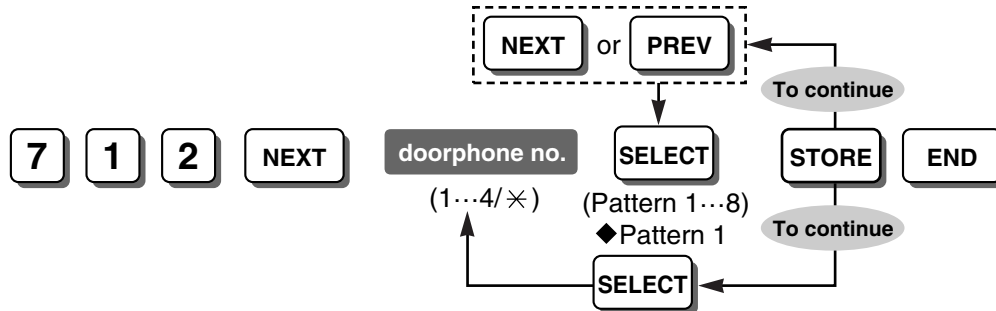 NEXT or PREV
To continue
7 1 2 NEXT doorphone no. SELECT STORE END
(1···4/✳) (Pattern 1···8)
◆Pattern 1 To continue
SELECT